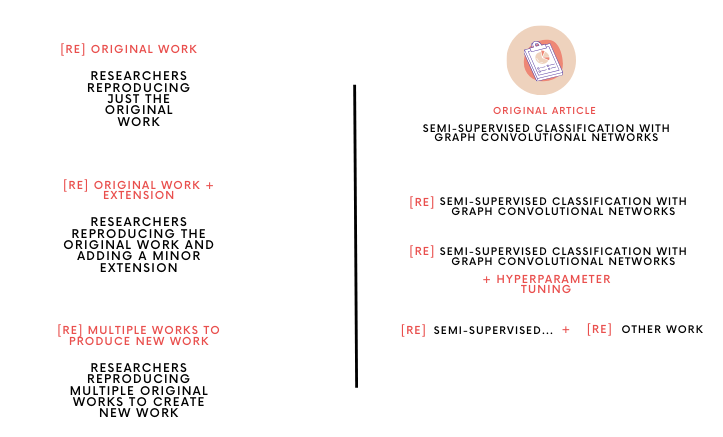 [RE] ORIGINAL WORK
RESEARCHERS
REPRODUCING
JUST THE
ORIGINAL
WORK
[RE] ORIGINAL WORK +
EXTENSION
RESEARCHERS
REPRODUCING THE
ORIGINAL WORK AND
ADDING A MINOR
EXTENSION
[RE] MULTIPLE WORKS TO
PRODUCE NEW WORK
RESEARCHERS
REPRODUCING
MULTIPLE ORIGINAL
WORKS TO CREATE
NEW WORK
ORIGINAL ARTICLE
SEMI-SUPERVISED CLASSIFICATION WITH
GRAPH CONVOLUTIONAL NETWORKS
[RE] SEMI-SUPERVISED CLASSIFICATION WITH
GRAPH CONVOLUTIONAL NETWORKS
[RE] SEMI-SUPERVISED CLASSIFICATION WITH
GRAPH CONVOLUTIONAL NETWORKS
+ HYPERPARAMETER
TUNING
[RE] SEMI-SUPERVISED... + [RE] OTHER WORK